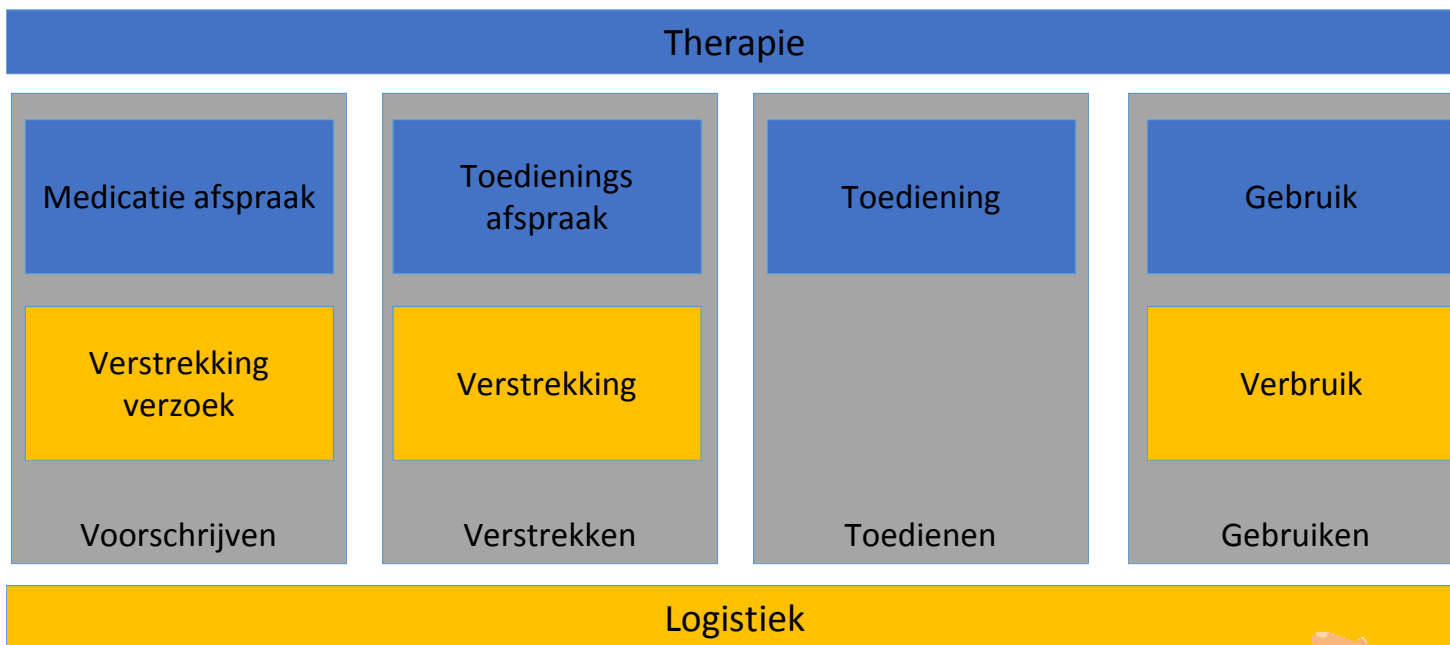 Therapie
Medicatie afspraak
Toedienings
afspraak
Toediening
Gebruik
Verstrekking
verzoek
Verstrekking
Verbruik
Voorschrijven
Verstrekken
Toedienen
Gebruiken
Logistiek